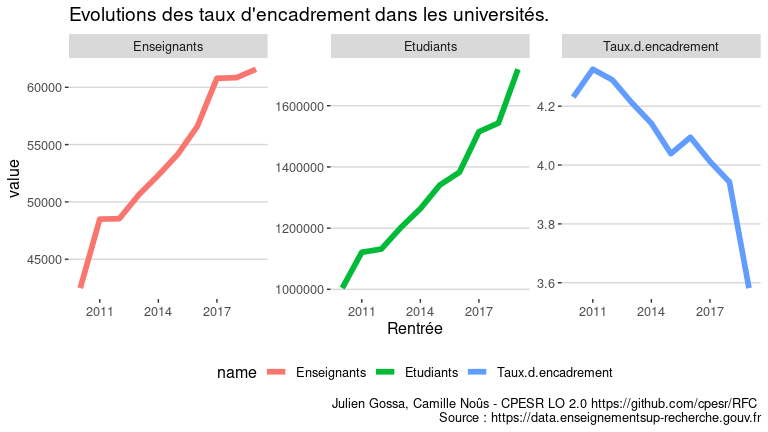 Evolutions des taux d'encadrement dans les universités.
Enseignants
Etudiants
Taux.d.encadrement
value
60000
55000
50000
45000
1600000
1400000
1200000
1000000
4.2
4.0
3.8
3.6
2011 2014 2017
2011 2014 2017
2011 2014 2017
Rentrée
name Enseignants Etudiants Taux.d.encadrement
Julien Gossa, Camille Noûs - CPESR LO 2.0 https://github.com/cpesr/RFC
Source : https://data.enseignementsup-recherche.gouv.fr